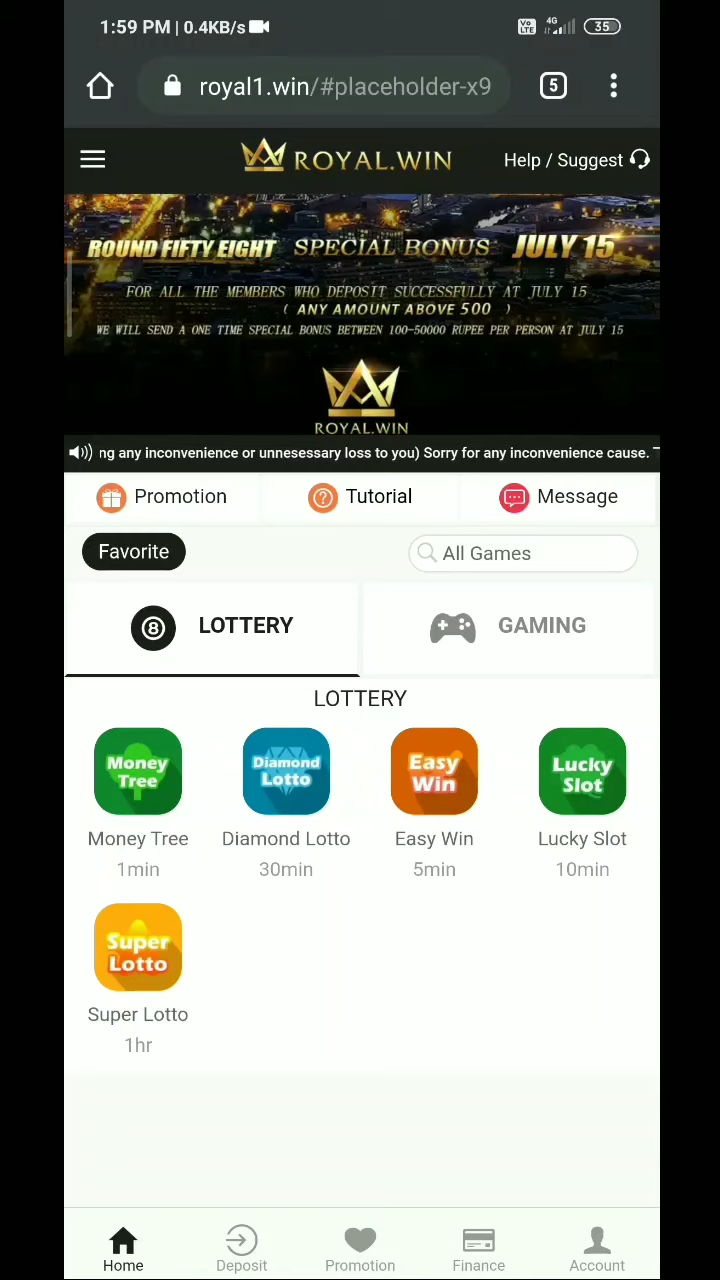 1:59 PM | 0.4KB/s
Vo LTE 4G 35
royal1.win/#placeholder-x9 5
ROYAL.WIN Help / Suggest
ROUND FIFTY EIGHT SPECIAL BONUS JULY 15
FOR ALL THE MEMBERS WHO DEPOSIT SUCCESSFULLY AT JULY 15
( ANY AMOUNT ABOVE 500 )
WE WILL SEND A ONE TIME SPECIAL BONUS BETWEEN 100-50000 RUPEE PER PERSON AT JULY 15
ROYAL.WIN
ng any inconvenience or unnesessary loss to you) Sorry for any inconvenience cause.
Promotion Tutorial Message
Favorite All Games
8 LOTTERY GAMING
LOTTERY
Money Tree Diamond Lotto Easy Win Lucky Slot
Money Tree Diamond Lotto Easy Win Lucky Slot
1min 30min 5min 10min
Super Lotto
Super Lotto
1hr
Home Deposit Promotion Finance Account